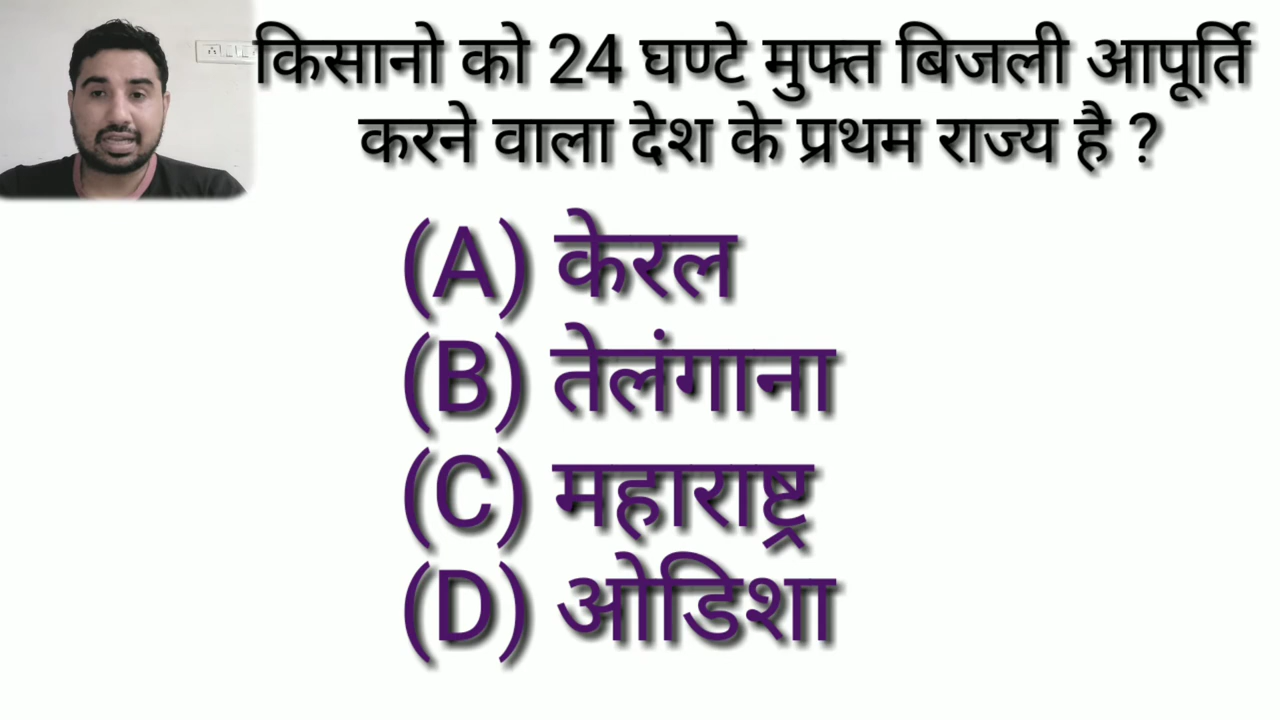 किसानो को 24 घण्टे मुफ्त बिजली आपूर्ति
करने वाला देश के प्रथम राज्य है ?
(A) केरल
(B) तेलंगाना
(C) महाराष्ट्र
(D) ओडिशा